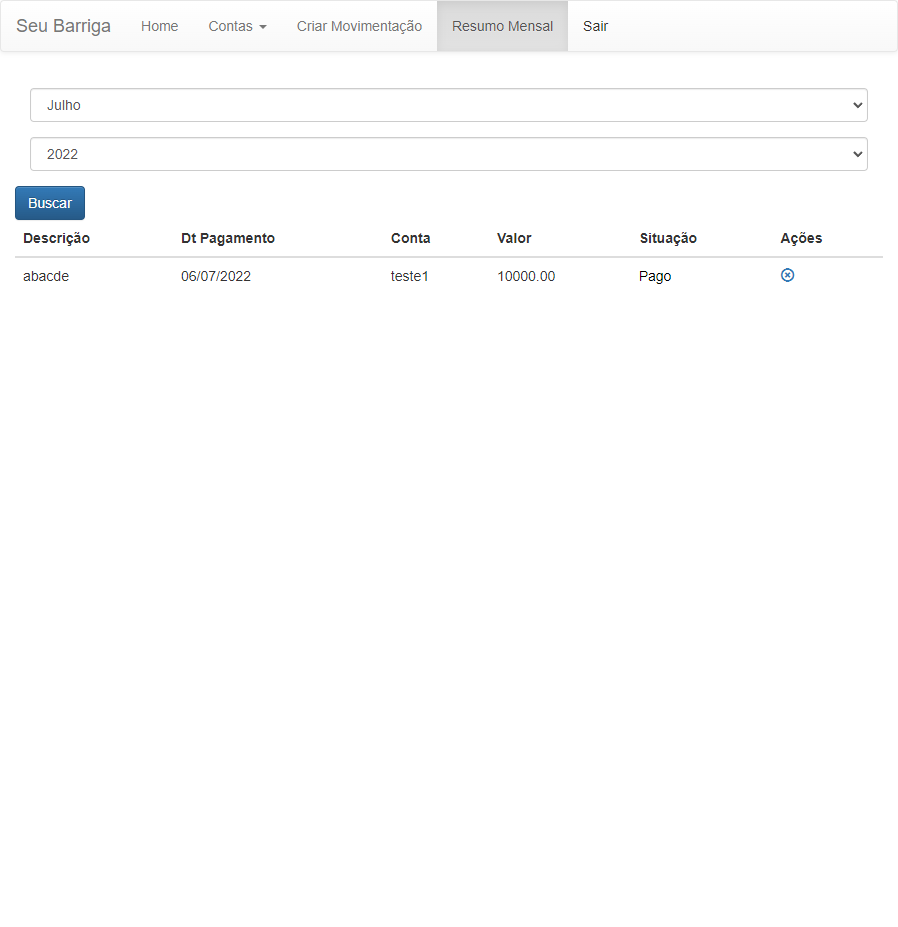 Seu Barriga Home Contas Criar Movimentação Resumo Mensal Sair
Julho
2022
Buscar
Descrição Dt Pagamento Conta Valor Situação Ações
abacde 06/07/2022 teste1 10000.00 Pago